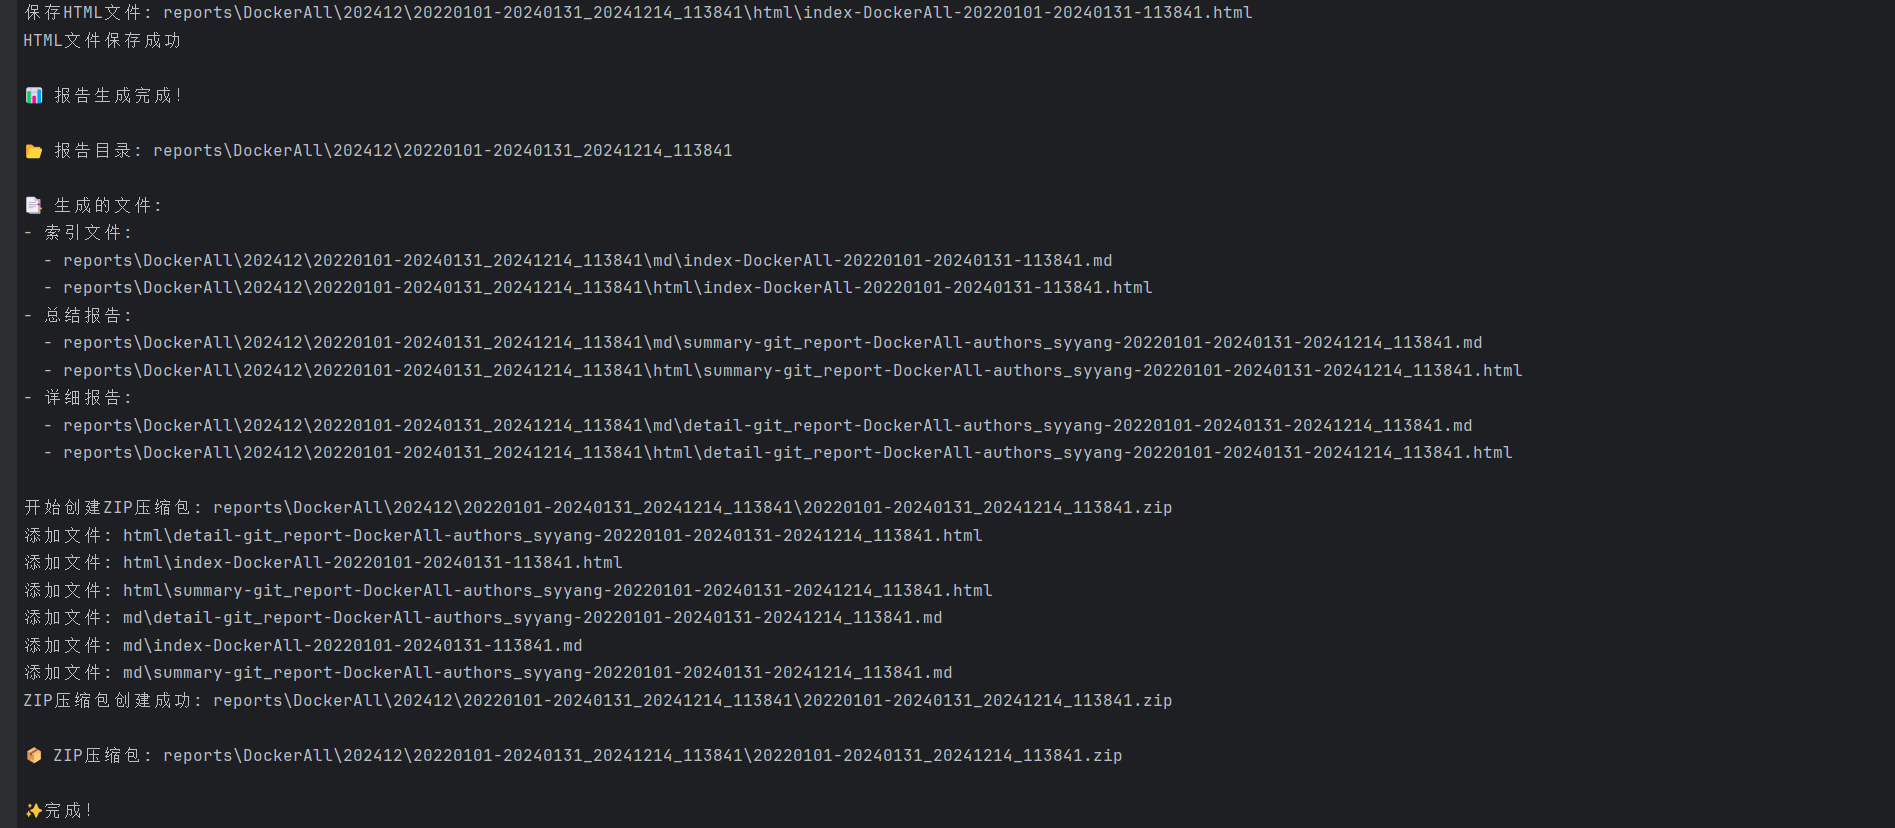 保存HTML文件: reports\DockerAll\202412\20220101-20240131_20241214_113841\html\index-DockerAll-20220101-20240131-113841.html
HTML文件保存成功
📊 报告生成完成!
📂 报告目录: reports\DockerAll\202412\20220101-20240131_20241214_113841
📑 生成的文件:
- 索引文件:
- reports\DockerAll\202412\20220101-20240131_20241214_113841\md\index-DockerAll-20220101-20240131-113841.md
- reports\DockerAll\202412\20220101-20240131_20241214_113841\html\index-DockerAll-20220101-20240131-113841.html
- 总结报告:
- reports\DockerAll\202412\20220101-20240131_20241214_113841\md\summary-git_report-DockerAll-authors_syyang-20220101-20240131-20241214_113841.md
- reports\DockerAll\202412\20220101-20240131_20241214_113841\html\summary-git_report-DockerAll-authors_syyang-20220101-20240131-20241214_113841.html
- 详细报告:
- reports\DockerAll\202412\20220101-20240131_20241214_113841\md\detail-git_report-DockerAll-authors_syyang-20220101-20240131-20241214_113841.md
- reports\DockerAll\202412\20220101-20240131_20241214_113841\html\detail-git_report-DockerAll-authors_syyang-20220101-20240131-20241214_113841.html
开始创建ZIP压缩包: reports\DockerAll\202412\20220101-20240131_20241214_113841\20220101-20240131_20241214_113841.zip
添加文件: html\detail-git_report-DockerAll-authors_syyang-20220101-20240131-20241214_113841.html
添加文件: html\index-DockerAll-20220101-20240131-113841.html
添加文件: html\summary-git_report-DockerAll-authors_syyang-20220101-20240131-20241214_113841.html
添加文件: md\detail-git_report-DockerAll-authors_syyang-20220101-20240131-20241214_113841.md
添加文件: md\index-DockerAll-20220101-20240131-113841.md
添加文件: md\summary-git_report-DockerAll-authors_syyang-20220101-20240131-20241214_113841.md
ZIP压缩包创建成功: reports\DockerAll\202412\20220101-20240131_20241214_113841\20220101-20240131_20241214_113841.zip
📦 ZIP压缩包: reports\DockerAll\202412\20220101-20240131_20241214_113841\20220101-20240131_20241214_113841.zip
✨完成!